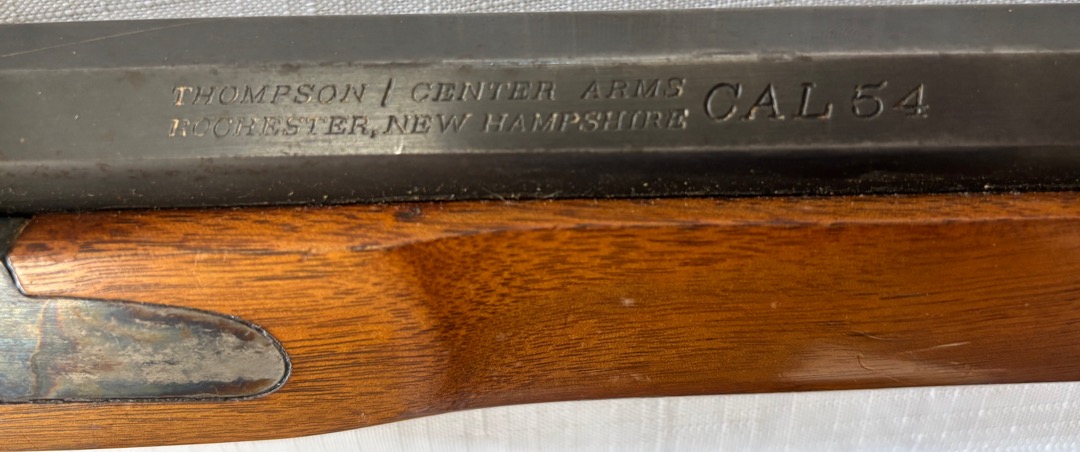 THOMPSON / CENTER ARMS
ROCHESTER, NEW HAMPSHIRE
CAL 54